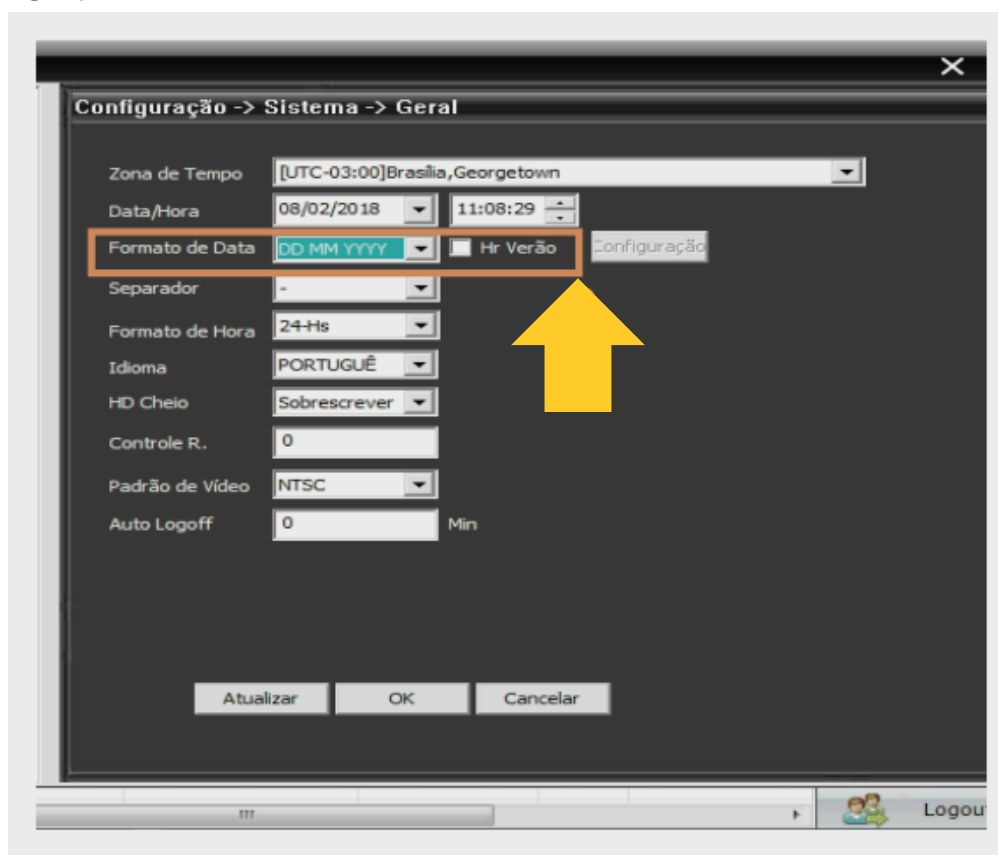 Configuração -> Sistema -> Geral
Zona de Tempo [UTC-03:00]Brasília,Georgetown
Data/Hora 08/02/2018 11:08:29
Formato de Data DD MM YYYY Hr Verão Configuração
Separador -
Formato de Hora 24-Hs
Idioma PORTUGUÊ
HD Cheio Sobrescrever
Controle R. 0
Padrão de Vídeo NTSC
Auto Logoff 0 Min
Atualizar OK Cancelar
Logou